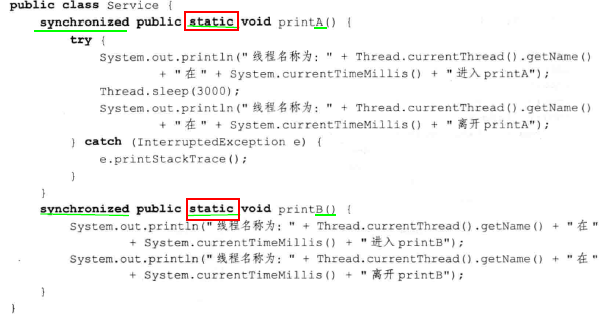 public class Service {
synchronized public static void printA() {
try {
System.out.println("线程名称为: " + Thread.currentThread().getName()
+ "在" + System.currentTimeMillis() + "进入printA");
Thread.sleep(3000);
System.out.println("线程名称为: " + Thread.currentThread().getName()
+ "在" + System.currentTimeMillis() + "离开printA");
} catch (InterruptedException e) {
e.printStackTrace();
}
}
synchronized public static void printB() {
System.out.println("线程名称为: " + Thread.currentThread().getName() + "在"
+ System.currentTimeMillis() + "进入printB");
System.out.println("线程名称为: " + Thread.currentThread().getName() + "在"
+ System.currentTimeMillis() + "离开printB");
}
}